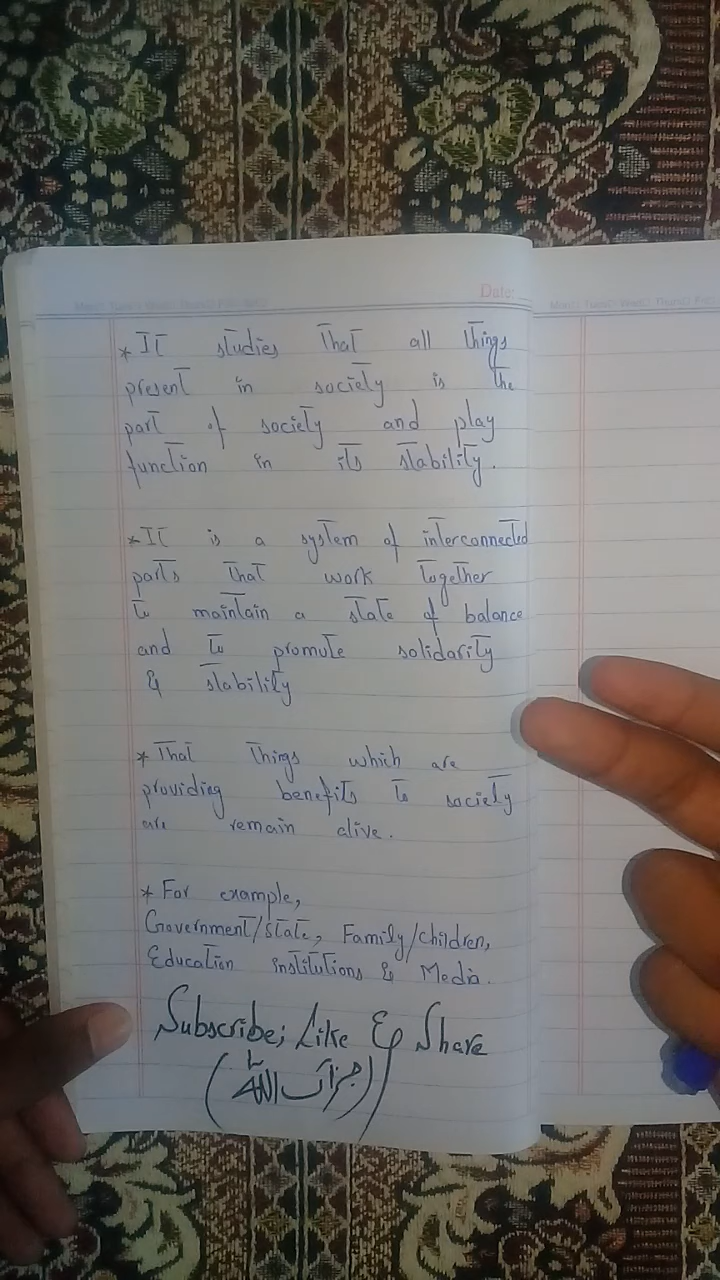 Date:
* It studies that all things
present in society is the
part of society and play
function in its stability.
* It is a system of interconnected
parts that work together
to maintain a state of balance
and to promote solidarity
& stability
* That things which are
providing benefits to society
are remain alive.
* For example,
Government/state, Family/children,
Education institutions & Media.
Subscribe; Like & Share
(جزاک اللہ)